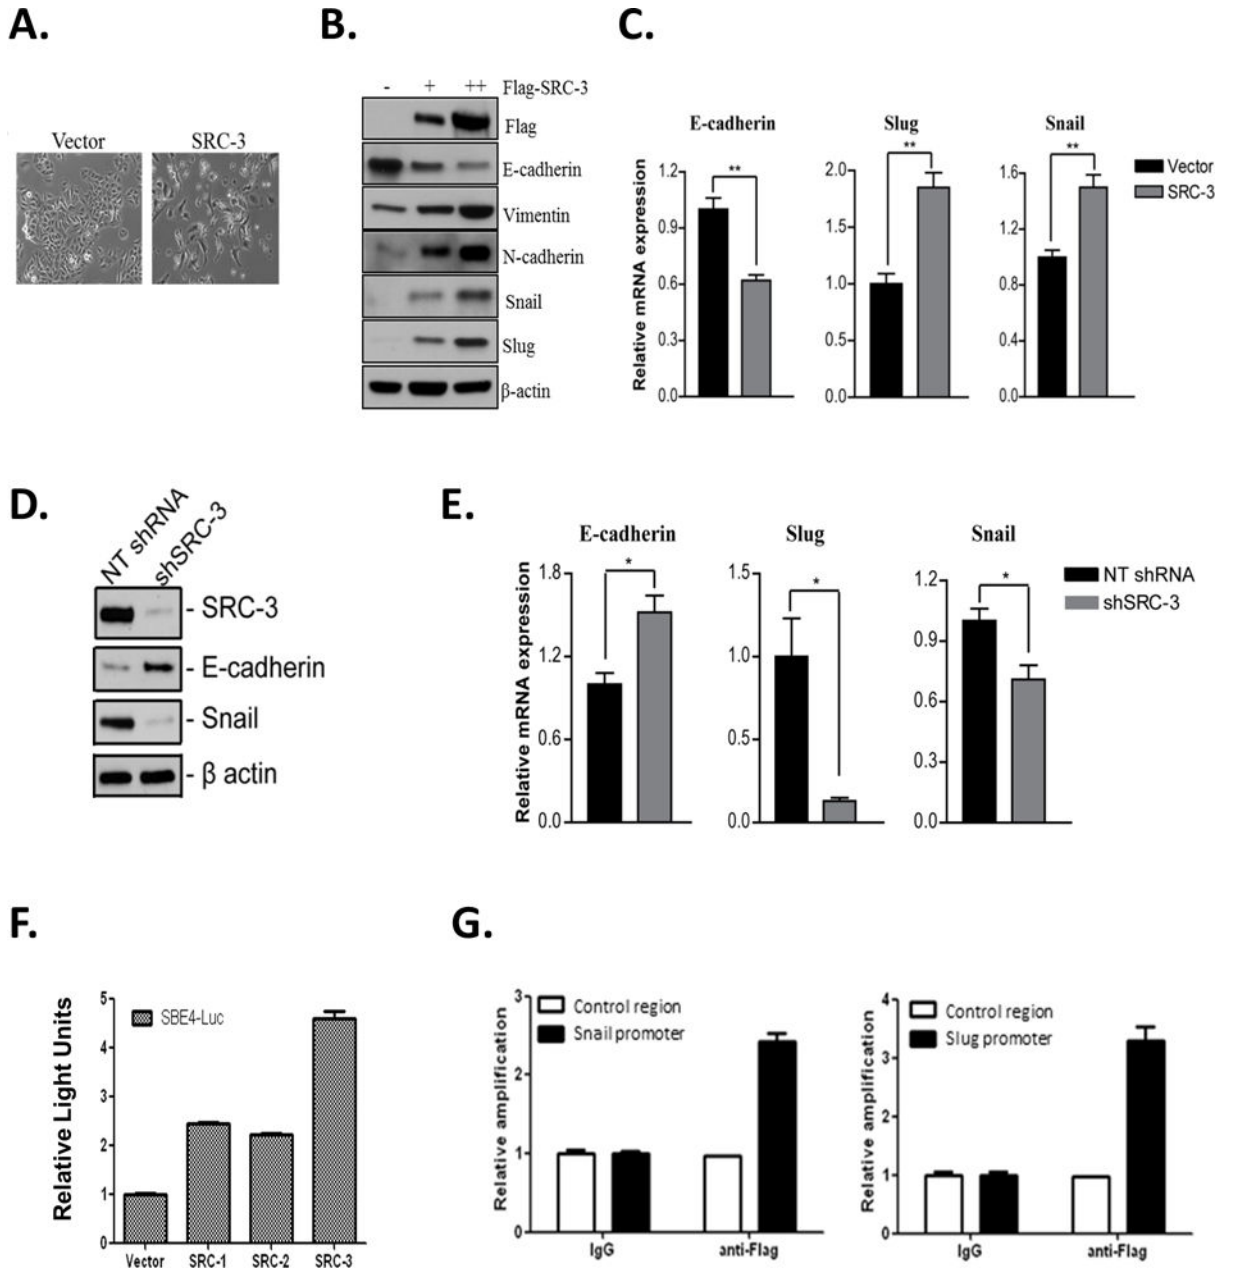 A.
Vector
SRC-3
B.
- + ++ Flag-SRC-3
Flag
E-cadherin
Vimentin
N-cadherin
Snail
Slug
β-actin
C.
E-cadherin
Slug
Snail
Relative mRNA expression
1.2
0.9
0.6
0.3
0.0
**
2.0
1.5
1.0
0.5
0.0
**
1.6
1.2
0.8
0.4
0.0
**
Vector
SRC-3
D.
NT shRNA
shSRC-3
- SRC-3
- E-cadherin
- Snail
- β actin
E.
E-cadherin
Slug
Snail
Relative mRNA expression
1.8
1.2
0.6
0.0
*
1.5
1.0
0.5
0.0
*
1.2
0.9
0.6
0.3
0.0
*
NT shRNA
shSRC-3
F.
Relative Light Units
5
4
3
2
1
0
SBE4-Luc
Vector SRC-1 SRC-2 SRC-3
G.
Relative amplification
3
2
1
0
Control region
Snail promoter
IgG anti-Flag
Relative amplification
4
3
2
1
0
Control region
Slug promoter
IgG anti-Flag